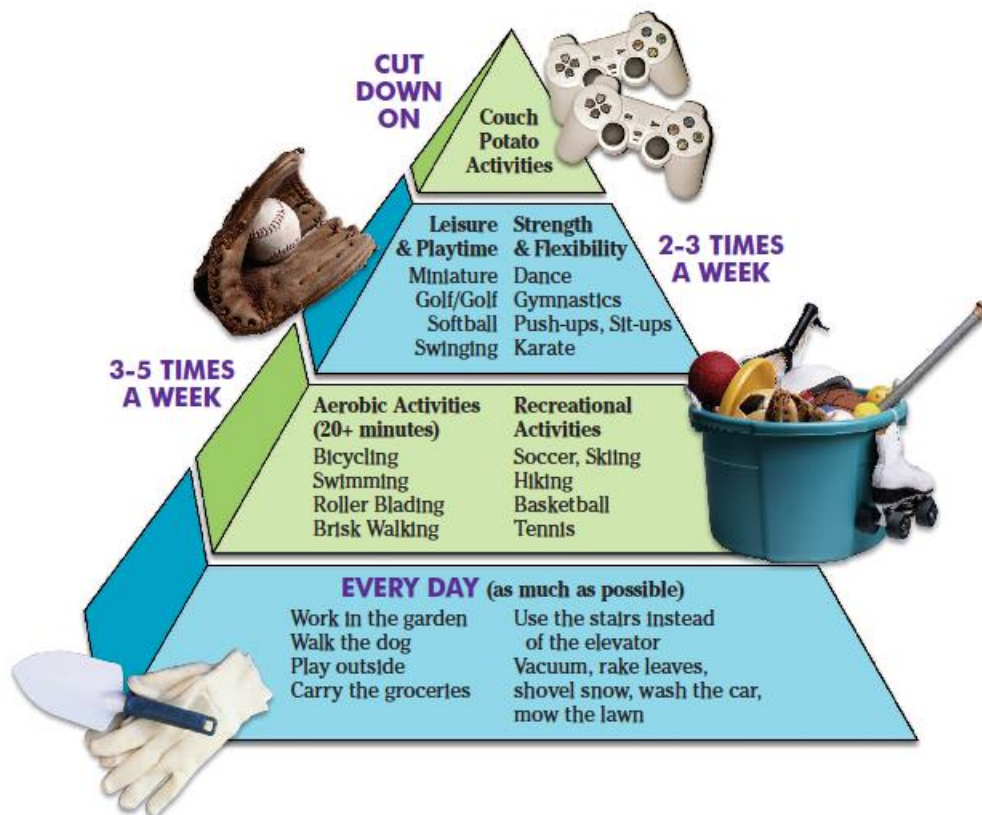 CUT
DOWN
ON
Couch
Potato
Activities
2-3 TIMES
A WEEK
Leisure
& Playtime
Miniature
Golf/Golf
Softball
Swinging
Strength
& Flexibility
Dance
Gymnastics
Push-ups, Sit-ups
Karate
3-5 TIMES
A WEEK
Aerobic Activities
(20+ minutes)
Bicycling
Swimming
Roller Blading
Brisk Walking
Recreational
Activities
Soccer, Skiing
Hiking
Basketball
Tennis
EVERY DAY (as much as possible)
Work in the garden
Walk the dog
Play outside
Carry the groceries
Use the stairs instead
of the elevator
Vacuum, rake leaves,
shovel snow, wash the car,
mow the lawn